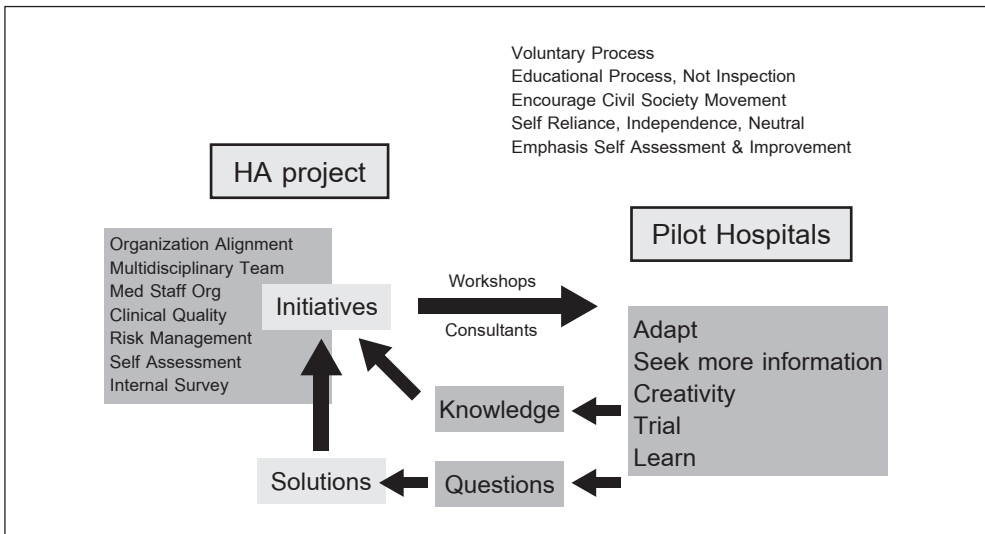 Voluntary Process
Educational Process, Not Inspection
Encourage Civil Society Movement
Self Reliance, Independence, Neutral
Emphasis Self Assessment & Improvement
HA project
Pilot Hospitals
Organization Alignment
Multidisciplinary Team
Med Staff Org
Clinical Quality
Risk Management
Self Assessment
Internal Survey
Initiatives
Workshops
Consultants
Adapt
Seek more information
Creativity
Trial
Learn
Knowledge
Solutions
Questions